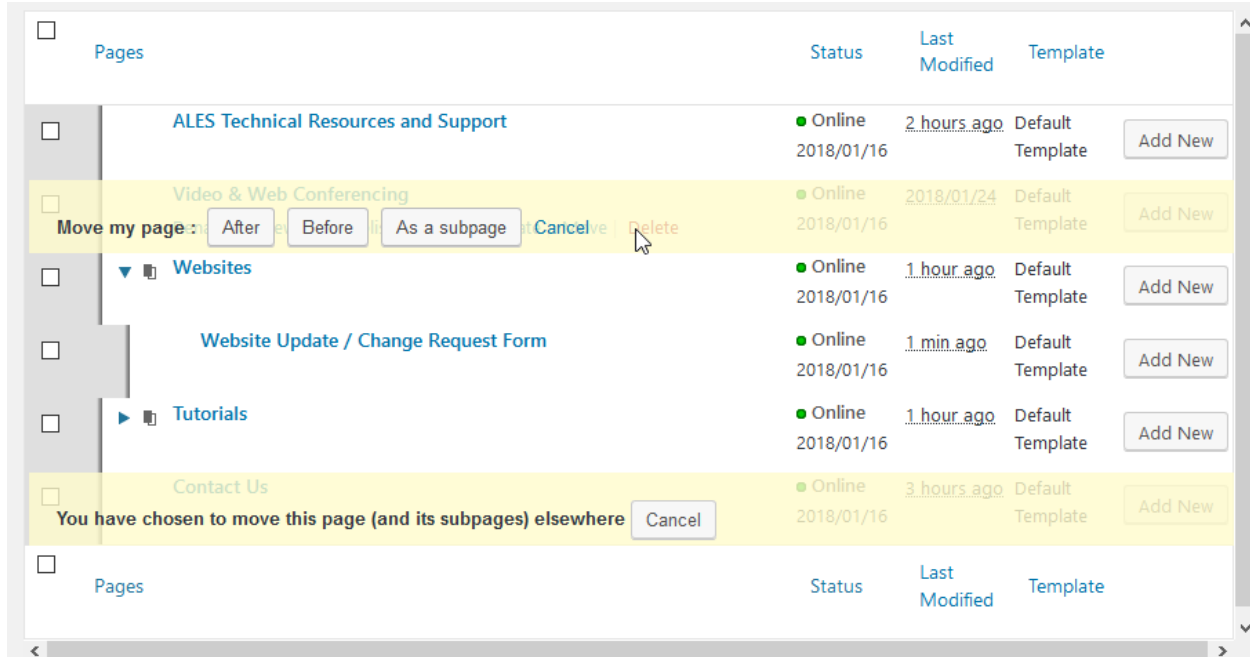 Pages Status Last Modified Template
ALES Technical Resources and Support Online 2 hours ago Default
2018/01/16 Template Add New
Video & Web Conferencing Online 2018/01/24 Default
Move my page : After Before As a subpage Cancel Delete 2018/01/16 Template Add New
Websites Online 1 hour ago Default
2018/01/16 Template Add New
Website Update / Change Request Form Online 1 min ago Default
2018/01/16 Template Add New
Tutorials Online 1 hour ago Default
2018/01/16 Template Add New
Contact Us Online 3 hours ago Default
You have chosen to move this page (and its subpages) elsewhere Cancel 2018/01/16 Template Add New
Pages Status Last Modified Template